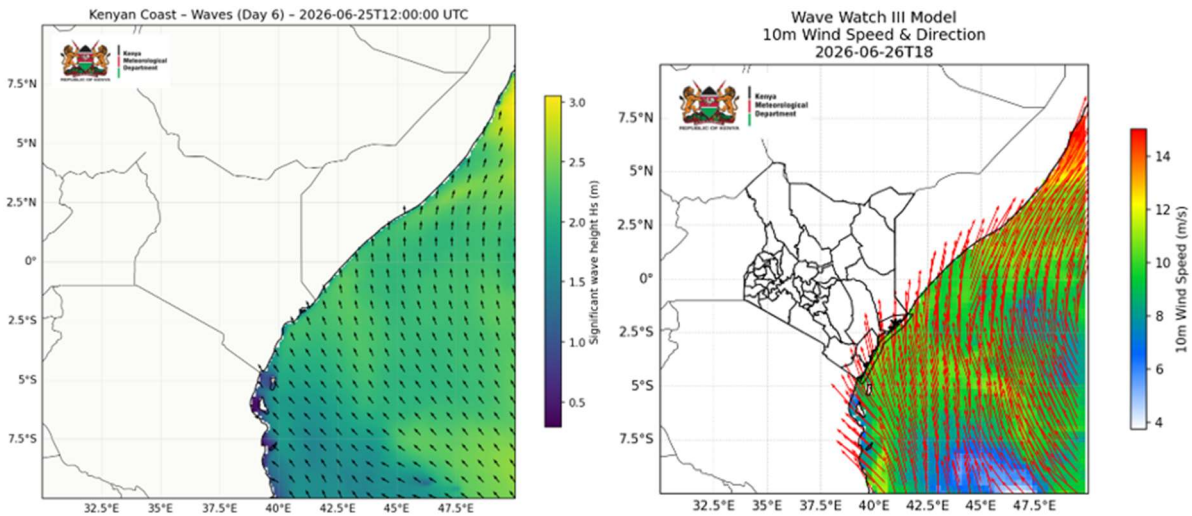 Kenyan Coast – Waves (Day 6) – 2026-06-25T12:00:00 UTC
Kenya
Meteorological
Department
REPUBLIC OF KENYA
7.5°N
5°N
2.5°N
0°
2.5°S
5°S
7.5°S
32.5°E 35°E 37.5°E 40°E 42.5°E 45°E 47.5°E
3.0
2.5
2.0
1.5
1.0
0.5
Significant wave height Hs (m)
Wave Watch III Model
10m Wind Speed & Direction
2026-06-26T18
Kenya
Meteorological
Department
REPUBLIC OF KENYA
7.5°N
5°N
2.5°N
0°
2.5°S
5°S
7.5°S
32.5°E 35°E 37.5°E 40°E 42.5°E 45°E 47.5°E
14
12
10
8
6
4
10m Wind Speed (m/s)